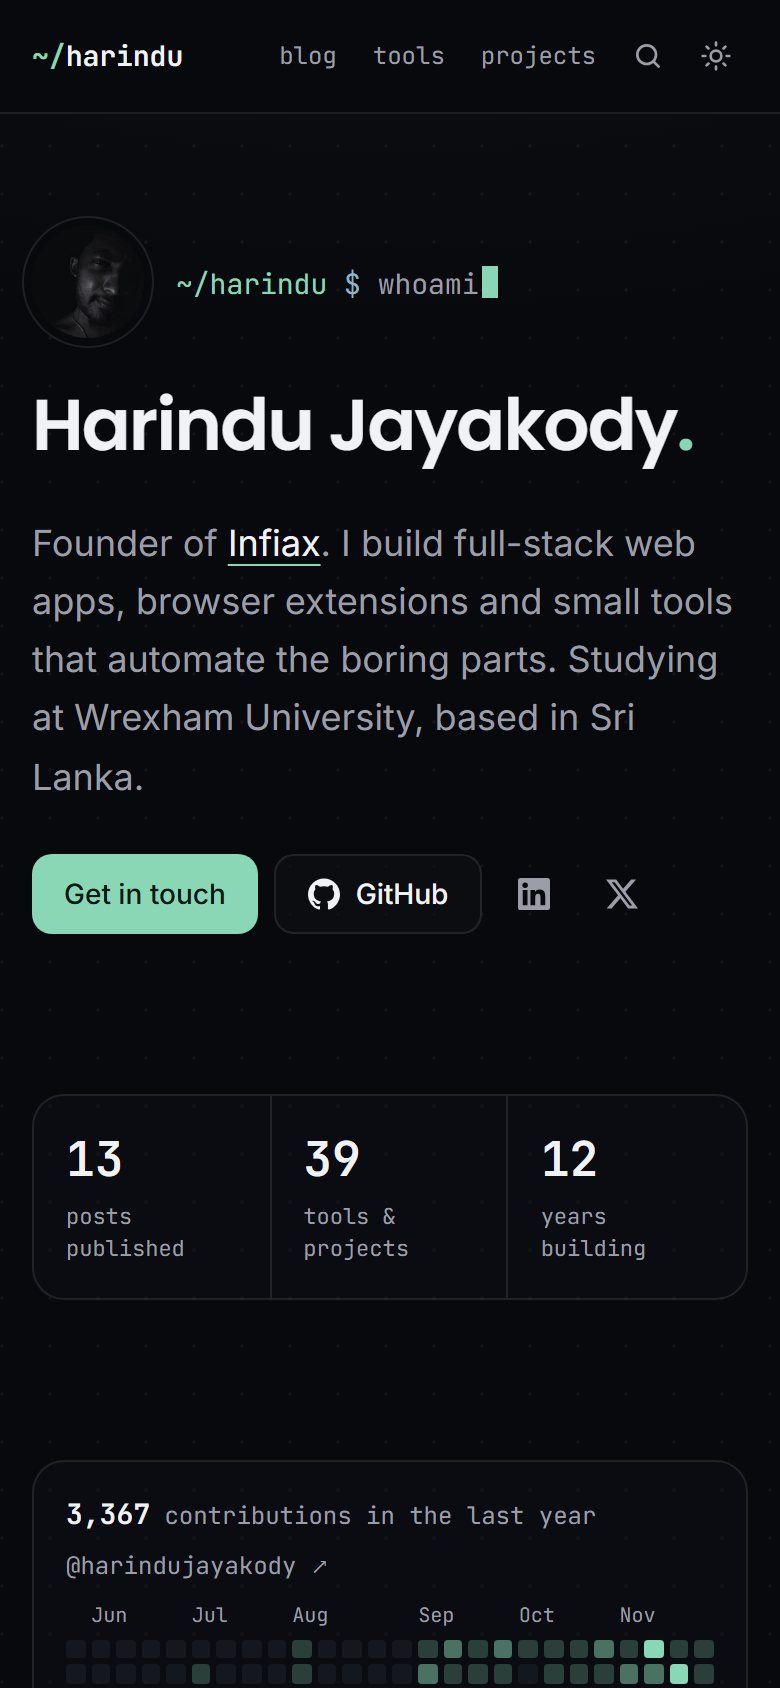 ~/harindu blog tools projects
~/harindu $ whoami
Harindu Jayakody.
Founder of Infiax. I build full-stack web
apps, browser extensions and small tools
that automate the boring parts. Studying
at Wrexham University, based in Sri
Lanka.
Get in touch GitHub
13 39 12
posts tools & years
published projects building
3,367 contributions in the last year
@harindujayakody ↗
Jun Jul Aug Sep Oct Nov